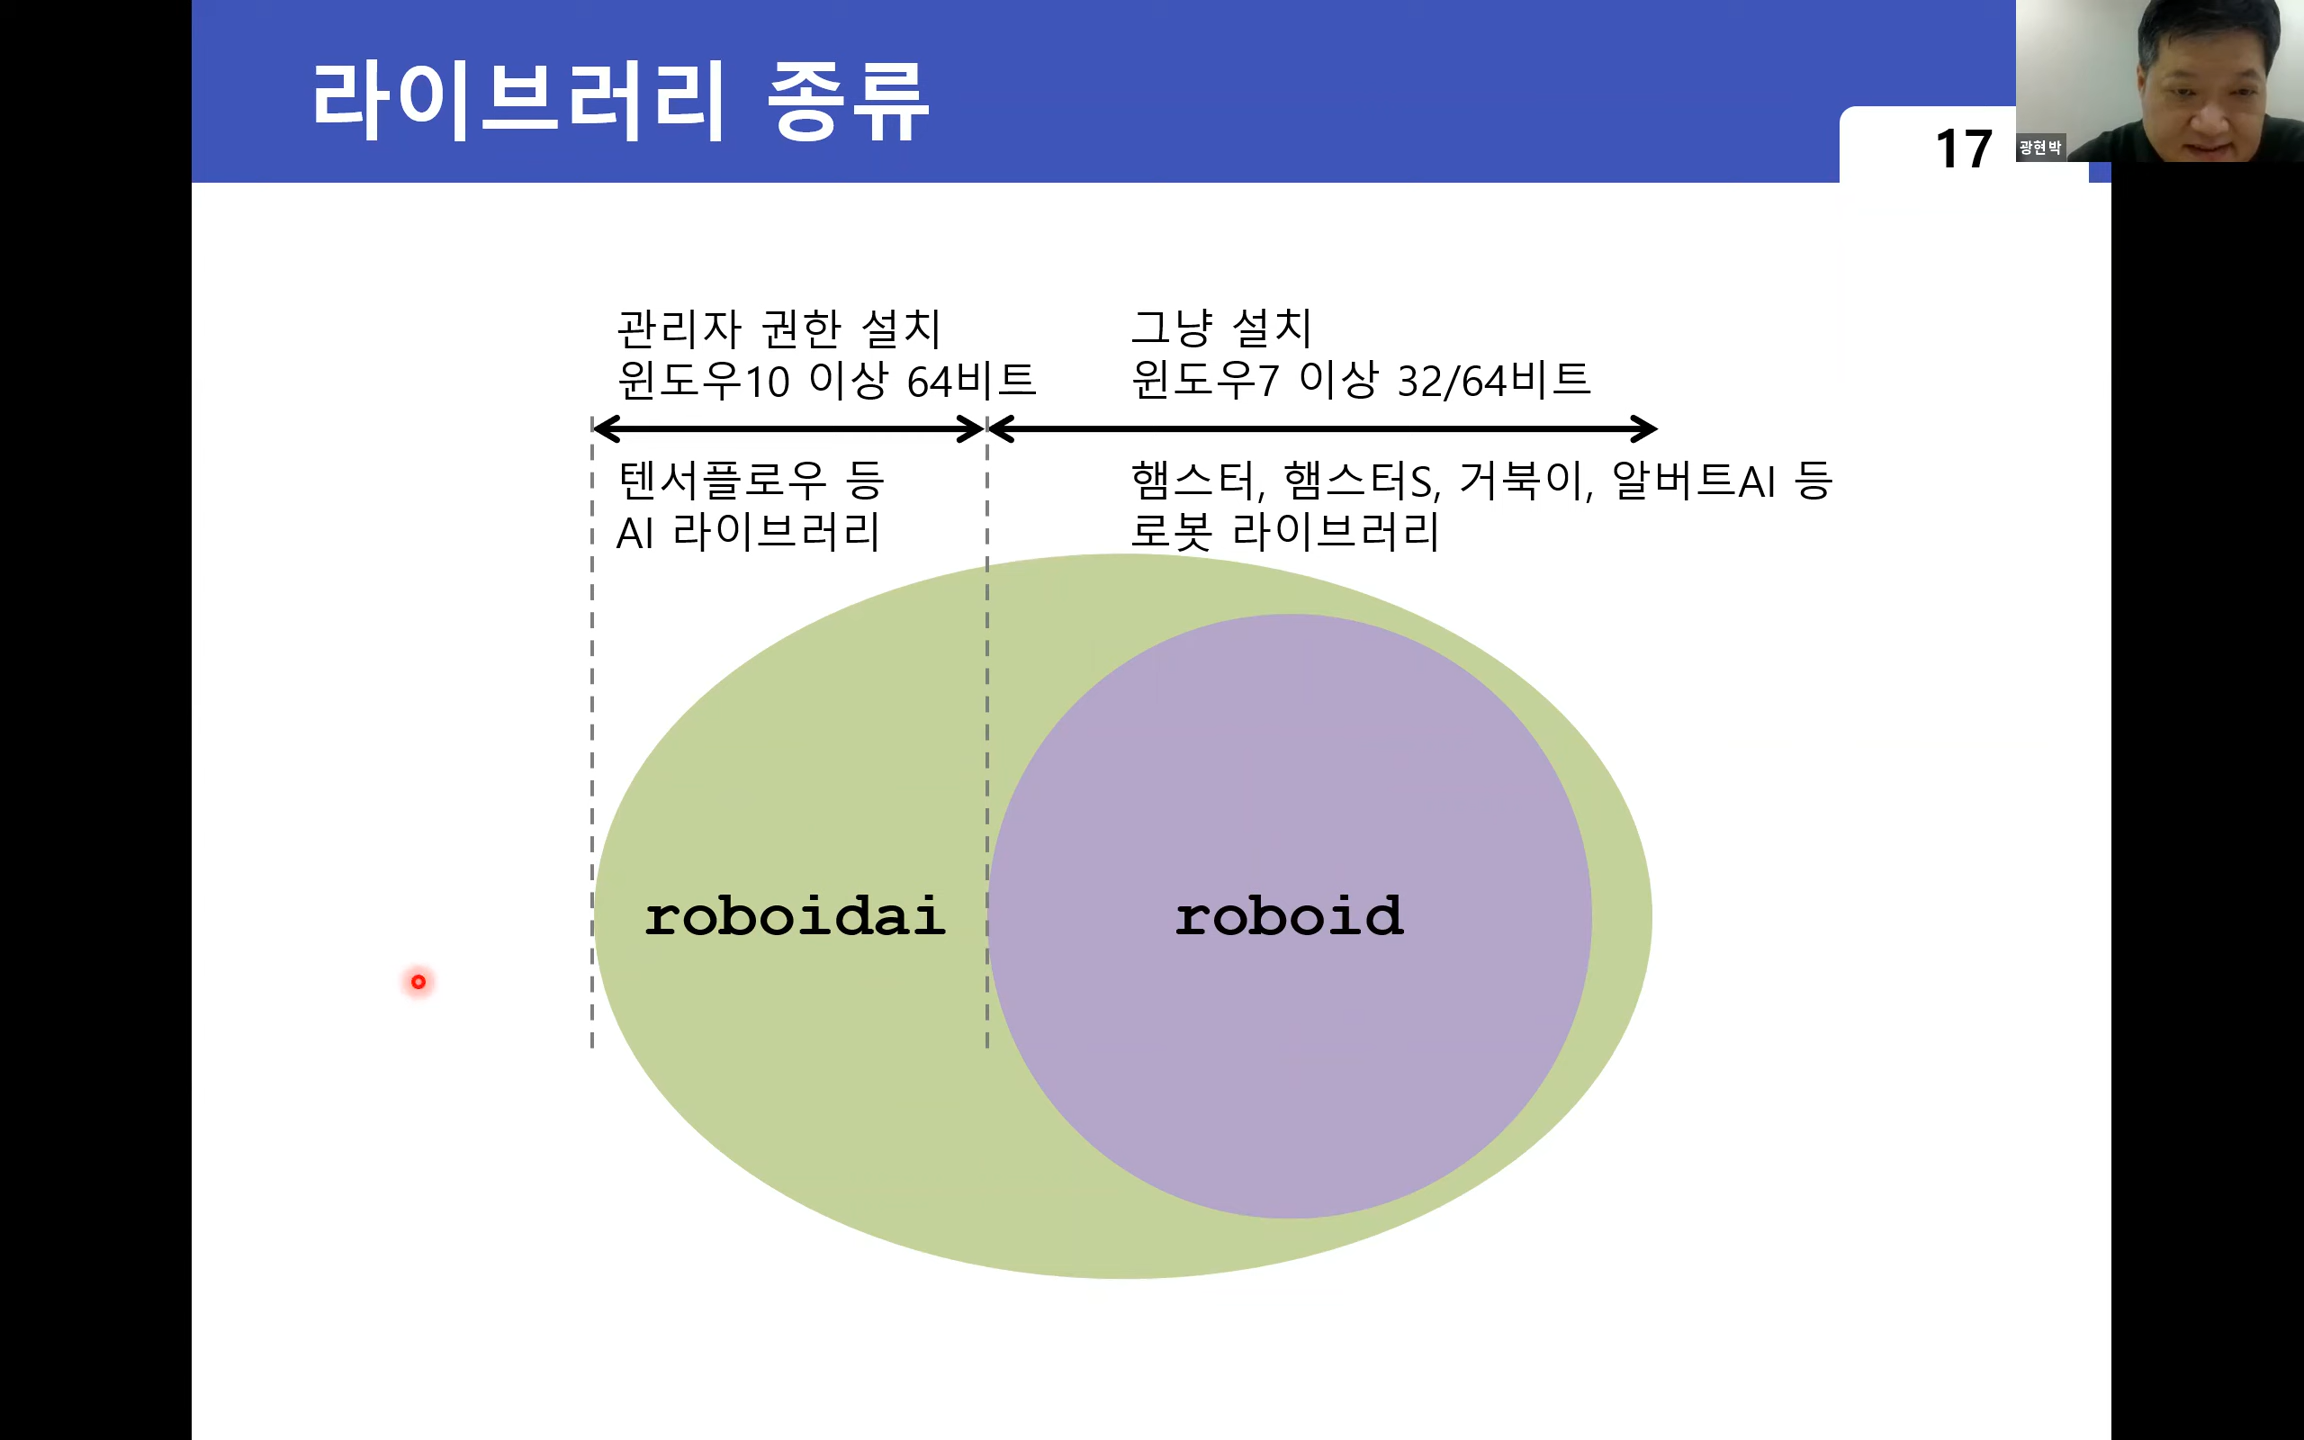 라이브러리 종류
17
광현박
관리자 권한 설치
윈도우10 이상 64비트
그냥 설치
윈도우7 이상 32/64비트
텐서플로우 등
AI 라이브러리
햄스터, 햄스터S, 거북이, 알버트AI 등
로봇 라이브러리
roboidai
roboid